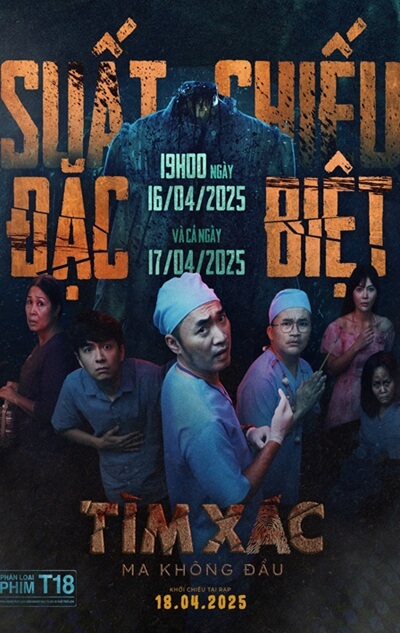 SUẤT CHIẾU
ĐẶC BIỆT
19H00 NGÀY
16/04/2025
VÀ CẢ NGÀY
17/04/2025
TÌM XÁC
MA KHÔNG ĐẦU
PHÂN LOẠI
PHIM T18
KHỞI CHIẾU TẠI RẠP
18.04.2025